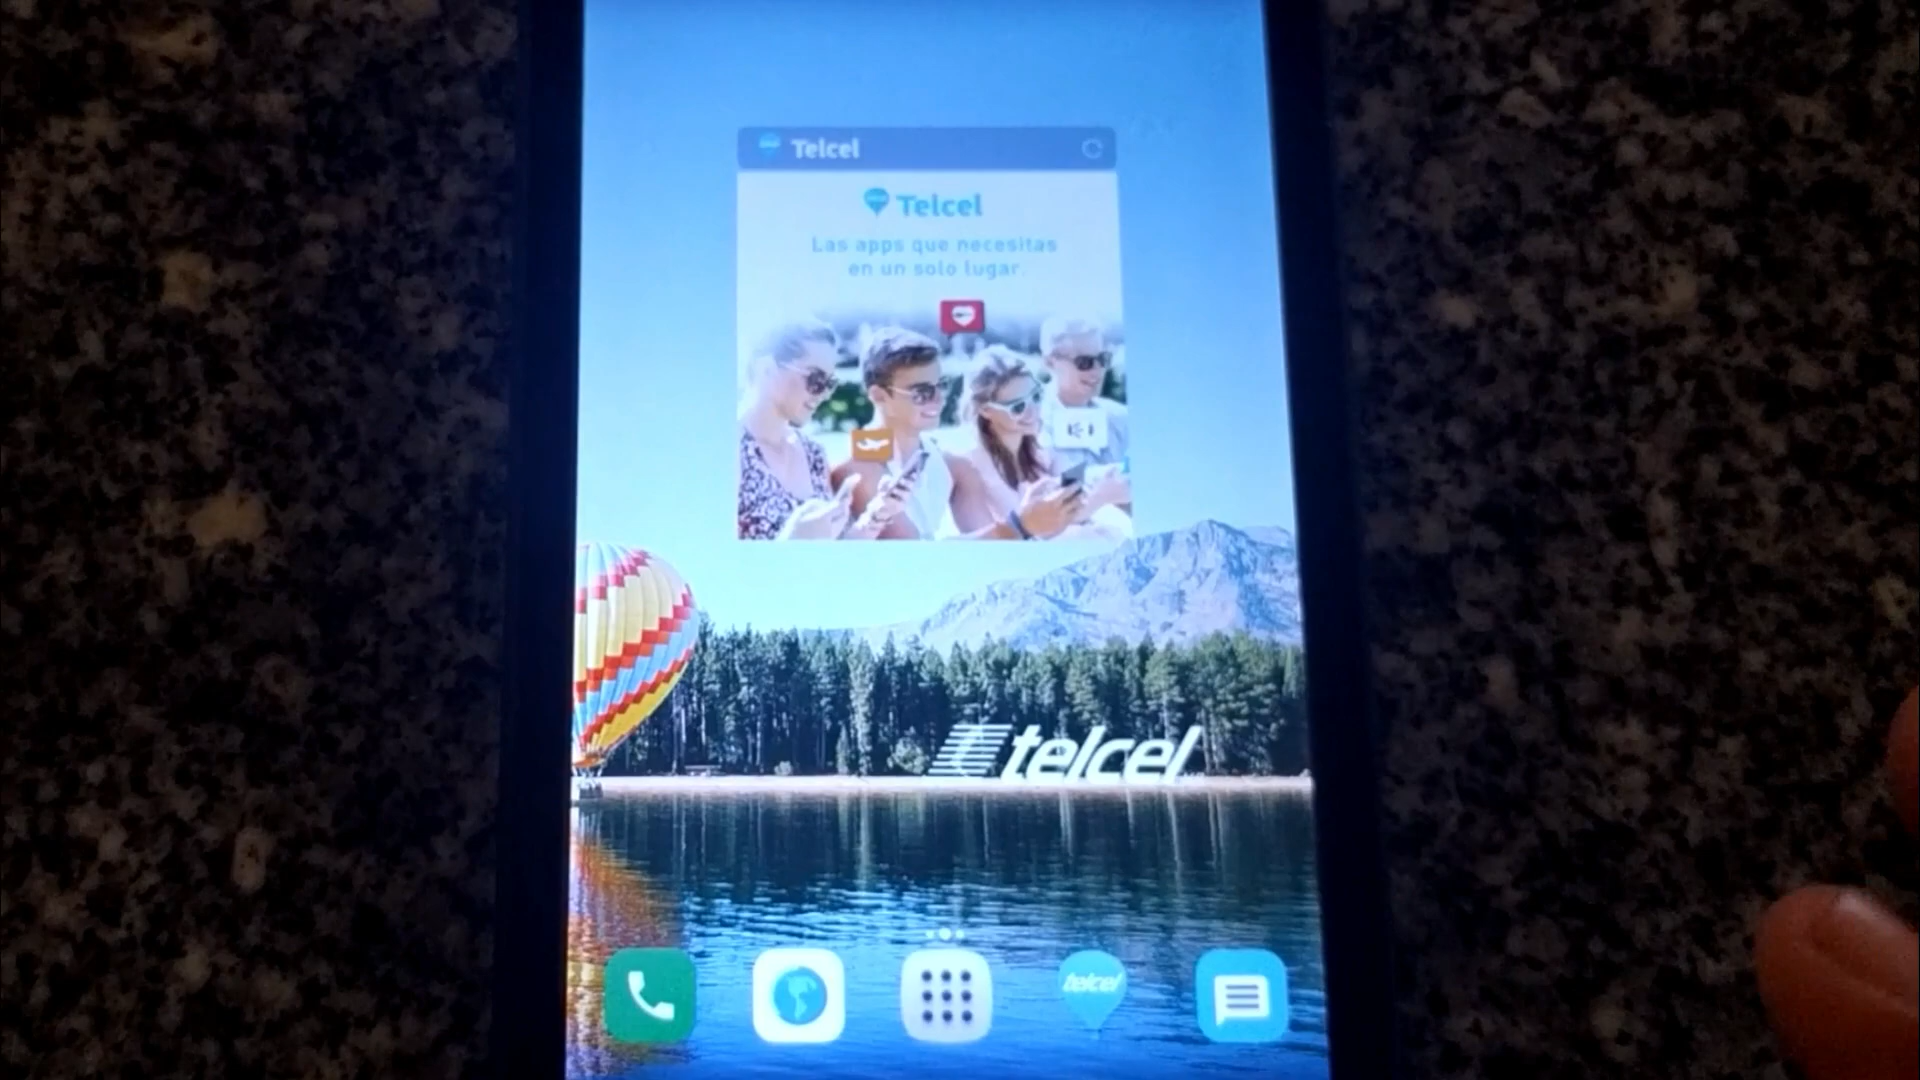 Telcel
Telcel
Las apps que necesitas
en un solo lugar.
telcel
telcel